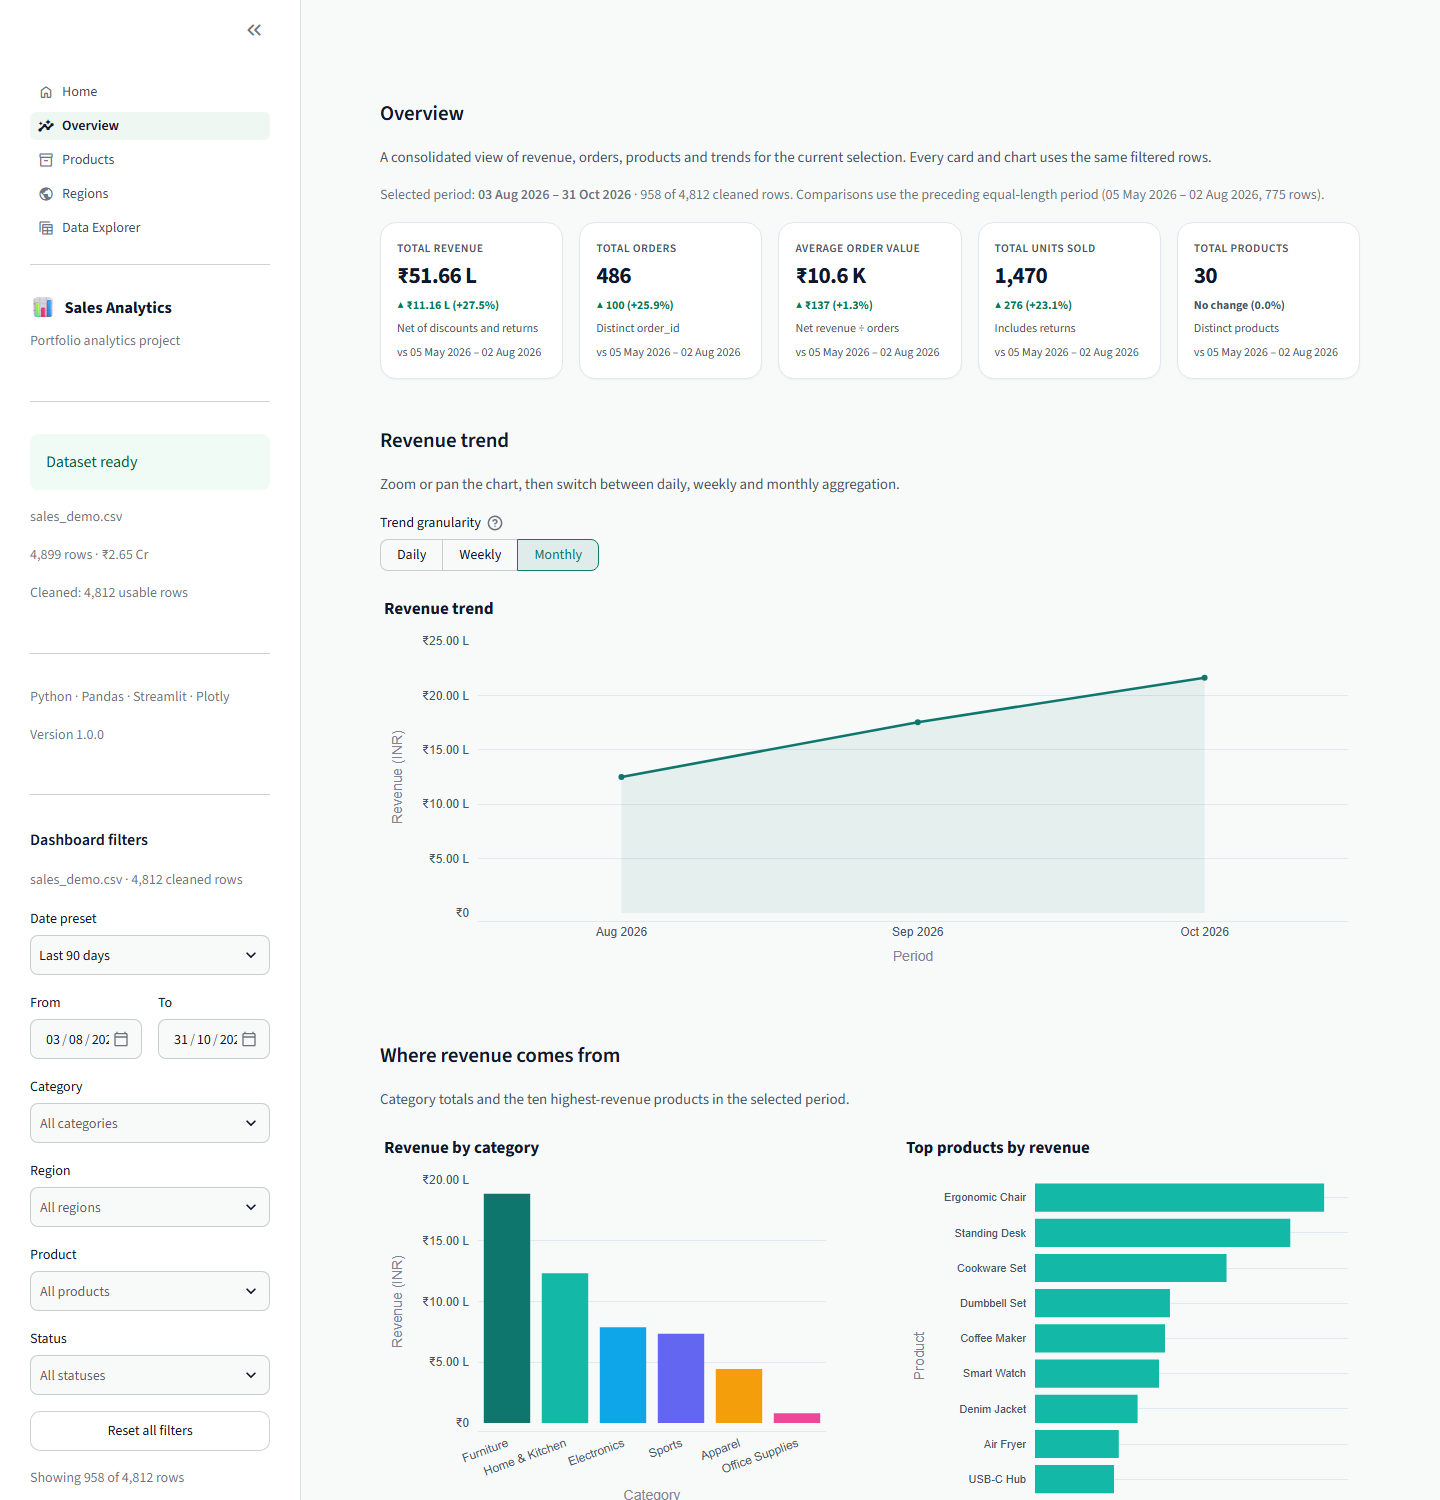 Home
Overview
Products
Regions
Data Explorer
Sales Analytics
Portfolio analytics project
Dataset ready
sales_demo.csv
4,899 rows · ₹2.65 Cr
Cleaned: 4,812 usable rows
Python · Pandas · Streamlit · Plotly
Version 1.0.0
Dashboard filters
sales_demo.csv · 4,812 cleaned rows
Date preset
Last 90 days
From To
03 / 08 / 202 31 / 10 / 202
Category
All categories
Region
All regions
Product
All products
Status
All statuses
Reset all filters
Showing 958 of 4,812 rows
Overview
A consolidated view of revenue, orders, products and trends for the current selection. Every card and chart uses the same filtered rows.
Selected period: 03 Aug 2026 – 31 Oct 2026 · 958 of 4,812 cleaned rows. Comparisons use the preceding equal-length period (05 May 2026 – 02 Aug 2026, 775 rows).
TOTAL REVENUE
₹51.66 L
▲ ₹11.16 L (+27.5%)
Net of discounts and returns
vs 05 May 2026 – 02 Aug 2026
TOTAL ORDERS
486
▲ 100 (+25.9%)
Distinct order_id
vs 05 May 2026 – 02 Aug 2026
AVERAGE ORDER VALUE
₹10.6 K
▲ ₹137 (+1.3%)
Net revenue ÷ orders
vs 05 May 2026 – 02 Aug 2026
TOTAL UNITS SOLD
1,470
▲ 276 (+23.1%)
Includes returns
vs 05 May 2026 – 02 Aug 2026
TOTAL PRODUCTS
30
No change (0.0%)
Distinct products
vs 05 May 2026 – 02 Aug 2026
Revenue trend
Zoom or pan the chart, then switch between daily, weekly and monthly aggregation.
Trend granularity ?
Daily Weekly Monthly
Revenue trend
₹25.00 L
₹20.00 L
₹15.00 L
₹10.00 L
₹5.00 L
₹0
Revenue (INR)
Aug 2026 Sep 2026 Oct 2026
Period
Where revenue comes from
Category totals and the ten highest-revenue products in the selected period.
Revenue by category
₹20.00 L
₹15.00 L
₹10.00 L
₹5.00 L
₹0
Revenue (INR)
Furniture
Home & Kitchen
Electronics
Sports
Apparel
Office Supplies
Category
Top products by revenue
Product
Ergonomic Chair
Standing Desk
Cookware Set
Dumbbell Set
Coffee Maker
Smart Watch
Denim Jacket
Air Fryer
USB-C Hub